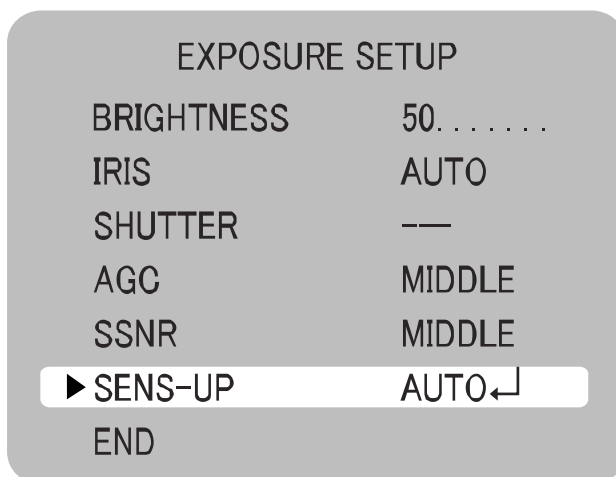 EXPOSURE SETUP
BRIGHTNESS 50.......
IRIS AUTO
SHUTTER –––
AGC MIDDLE
SSNR MIDDLE
▶SENS-UP AUTO↵
END